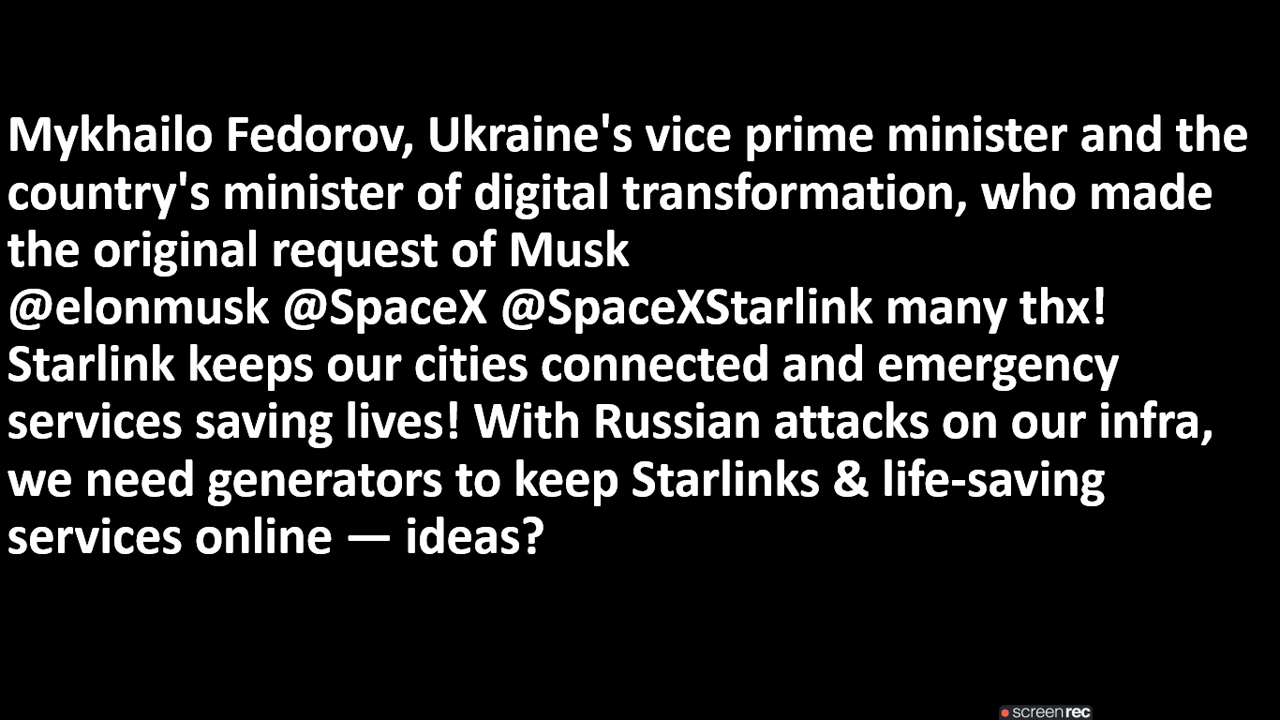 Mykhailo Fedorov, Ukraine's vice prime minister and the
country's minister of digital transformation, who made
the original request of Musk
@elonmusk @SpaceX @SpaceXStarlink many thx!
Starlink keeps our cities connected and emergency
services saving lives! With Russian attacks on our infra,
we need generators to keep Starlinks & life-saving
services online — ideas?
screenrec